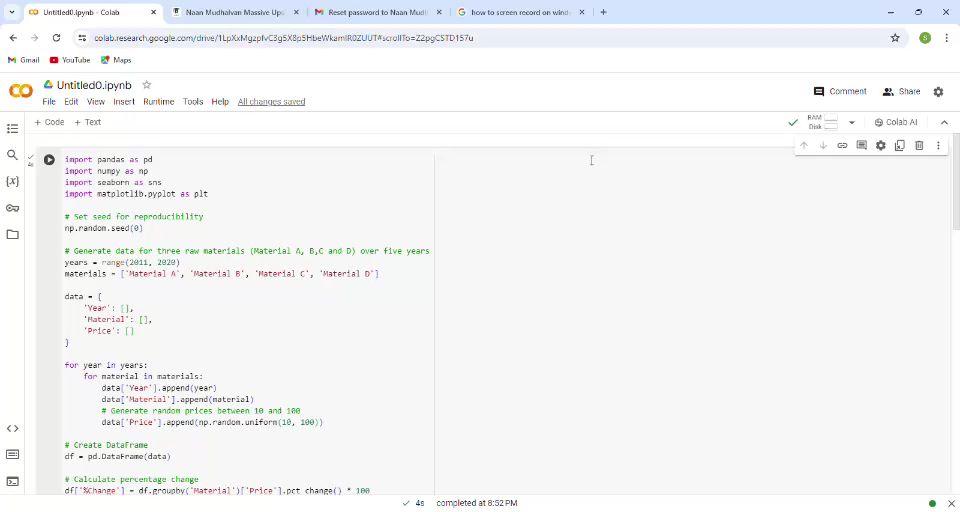 Untitled0.ipynb - Colab
Naan Mudhalvan Massive Upsk
Reset password to Naan Mudh
how to screen record on wind
colab.research.google.com/drive/
Gmail
YouTube
Maps
Untitled0.ipynb
File Edit View Insert Runtime Tools Help All changes saved
Comment
Share
S
+ Code + Text
RAM
Disk
Colab AI
4s
import pandas as pd
import numpy as np
import seaborn as sns
import matplotlib.pyplot as plt
# Set seed for reproducibility
np.random.seed(0)
# Generate data for three raw materials (Material A, B,C and D) over five years
years = range(2011, 2020)
materials = ['Material A', 'Material B', 'Material C', 'Material D']
data = {
'Year': [],
'Material': [],
'Price': []
}
for year in years:
for material in materials:
data['Year'].append(year)
data['Material'].append(material)
# Generate random prices between 10 and 100
data['Price'].append(np.random.uniform(10, 100))
# Create DataFrame
df = pd.DataFrame(data)
# Calculate percentage change
df['%Change'] = df.groupby('Material')['Price'].pct_change() * 100
4s completed at 8:52 PM